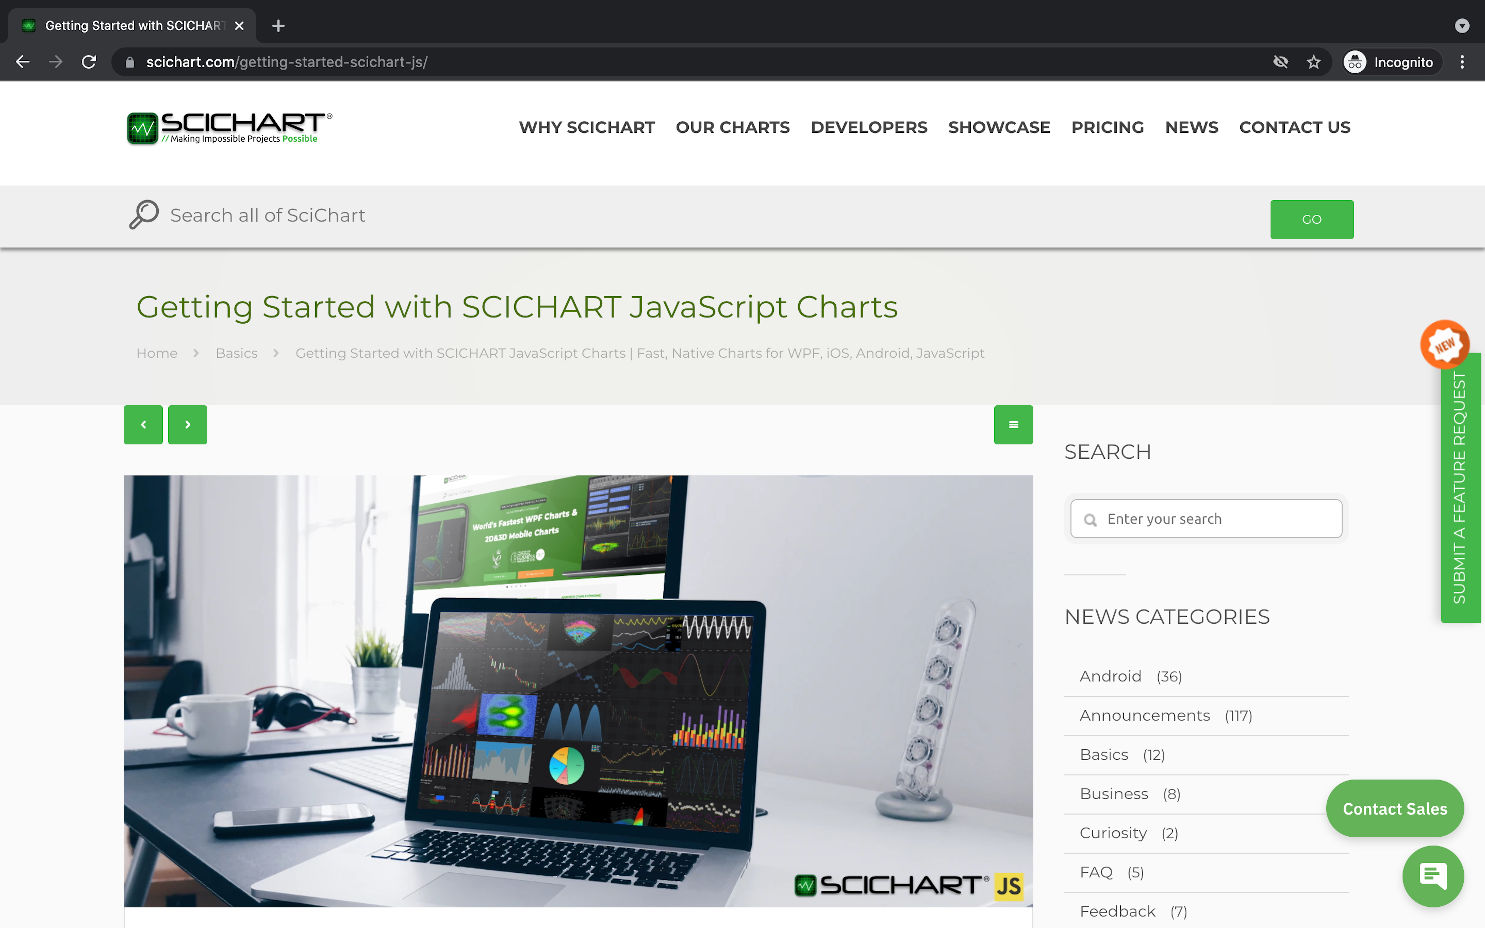 Getting Started with SCICHAR
scichart.com/getting-started-scichart-js/
Incognito
SCICHART®
// Making Impossible Projects Possible
WHY SCICHART
OUR CHARTS
DEVELOPERS
SHOWCASE
PRICING
NEWS
CONTACT US
Search all of SciChart
GO
Getting Started with SCICHART JavaScript Charts
Home
Basics
Getting Started with SCICHART JavaScript Charts | Fast, Native Charts for WPF, iOS, Android, JavaScript
NEW
SUBMIT A FEATURE REQUEST
World's Fastest WPF Charts &
2D&3D Mobile Charts
SCICHART® JS
SEARCH
Enter your search
NEWS CATEGORIES
Android (36)
Announcements (117)
Basics (12)
Business (8)
Curiosity (2)
FAQ (5)
Feedback (7)
Contact Sales